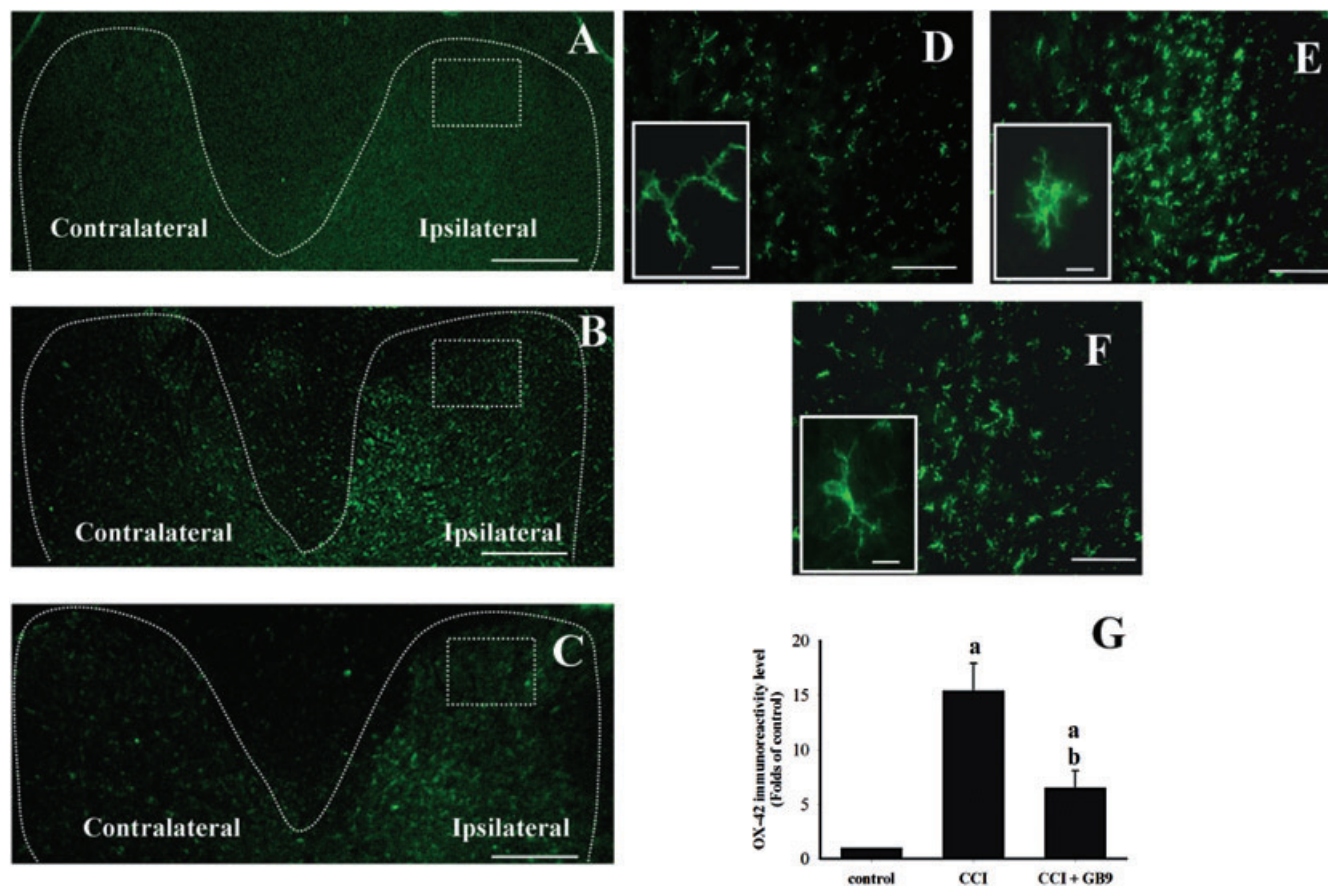 A
Contralateral
Ipsilateral
B
Contralateral
Ipsilateral
C
Contralateral
Ipsilateral
D
E
F
G
OX-42 immunoreactivity level
(Folds of control)
20
15
10
5
0
a
a
b
control
CCI
CCI + GB9